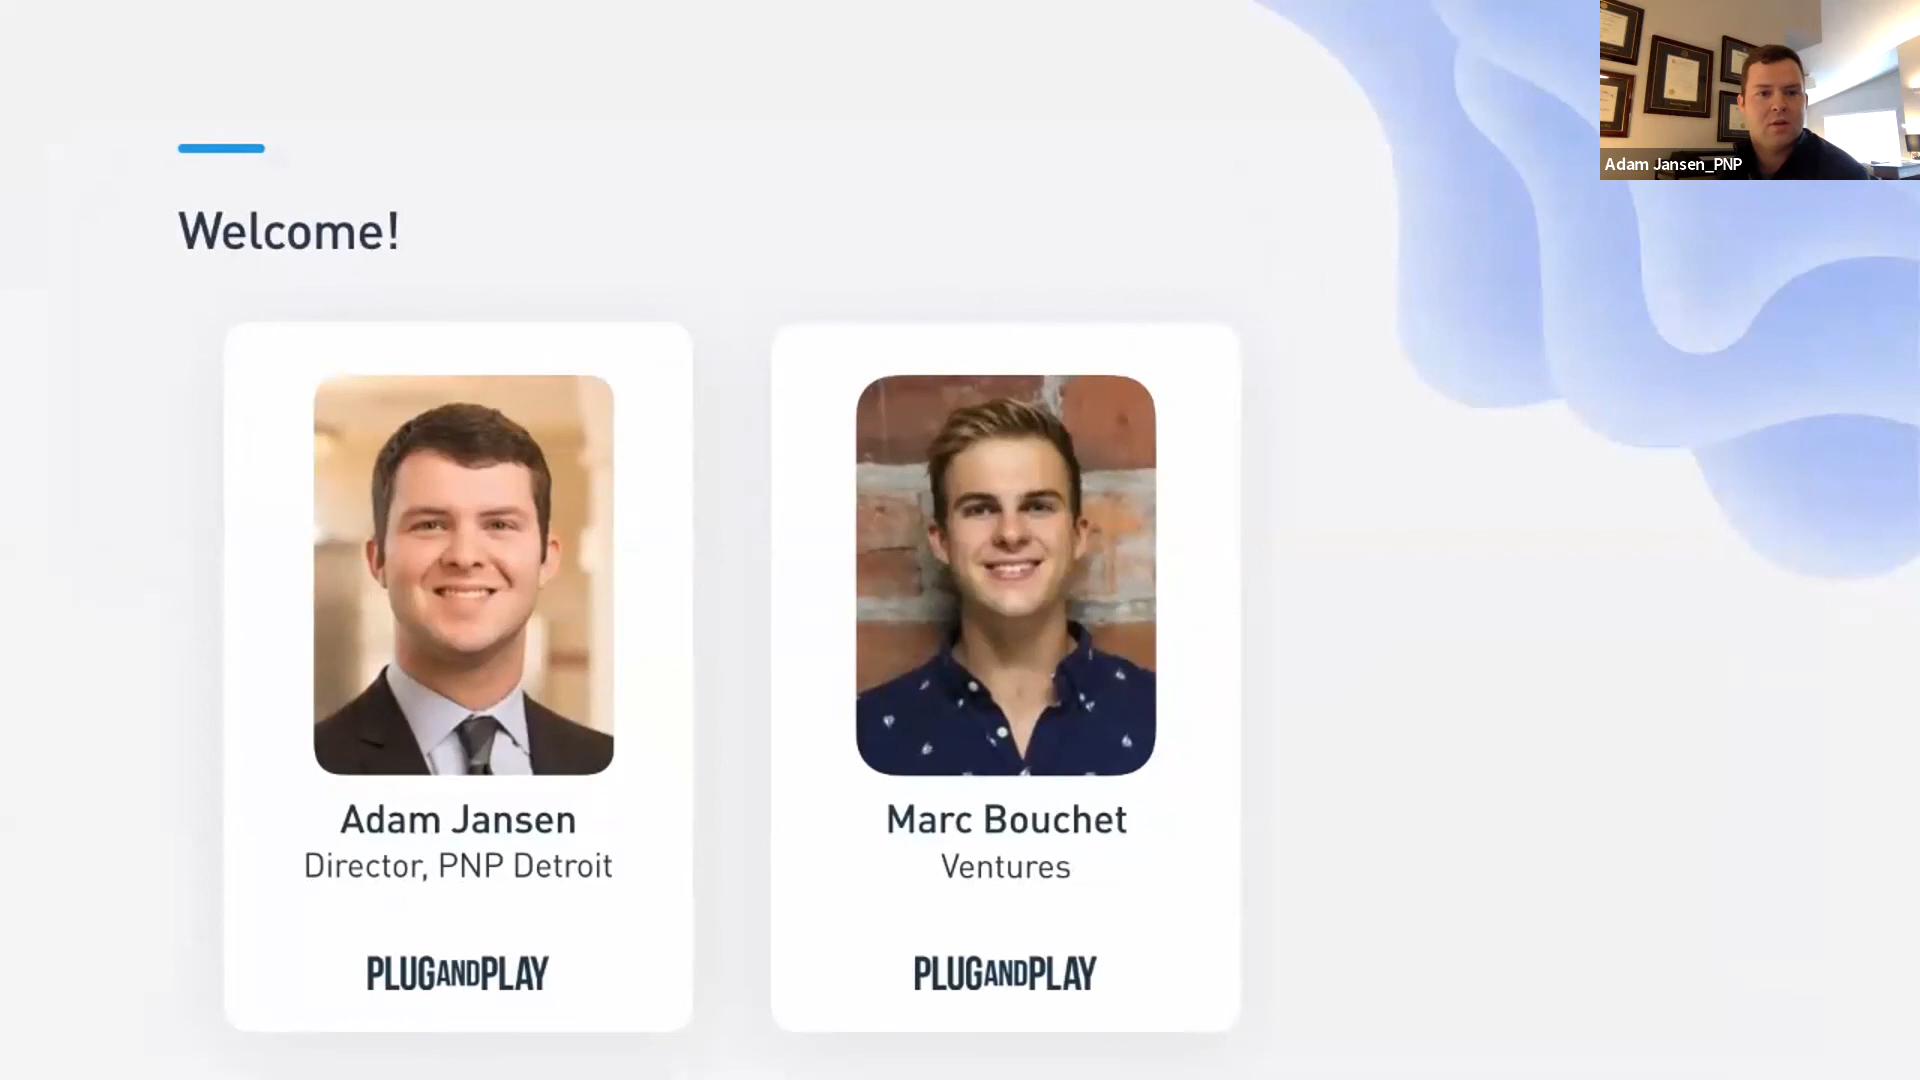 Adam Jansen_PNP
Welcome!
Adam Jansen
Director, PNP Detroit
PLUGANDPLAY
Marc Bouchet
Ventures
PLUGANDPLAY